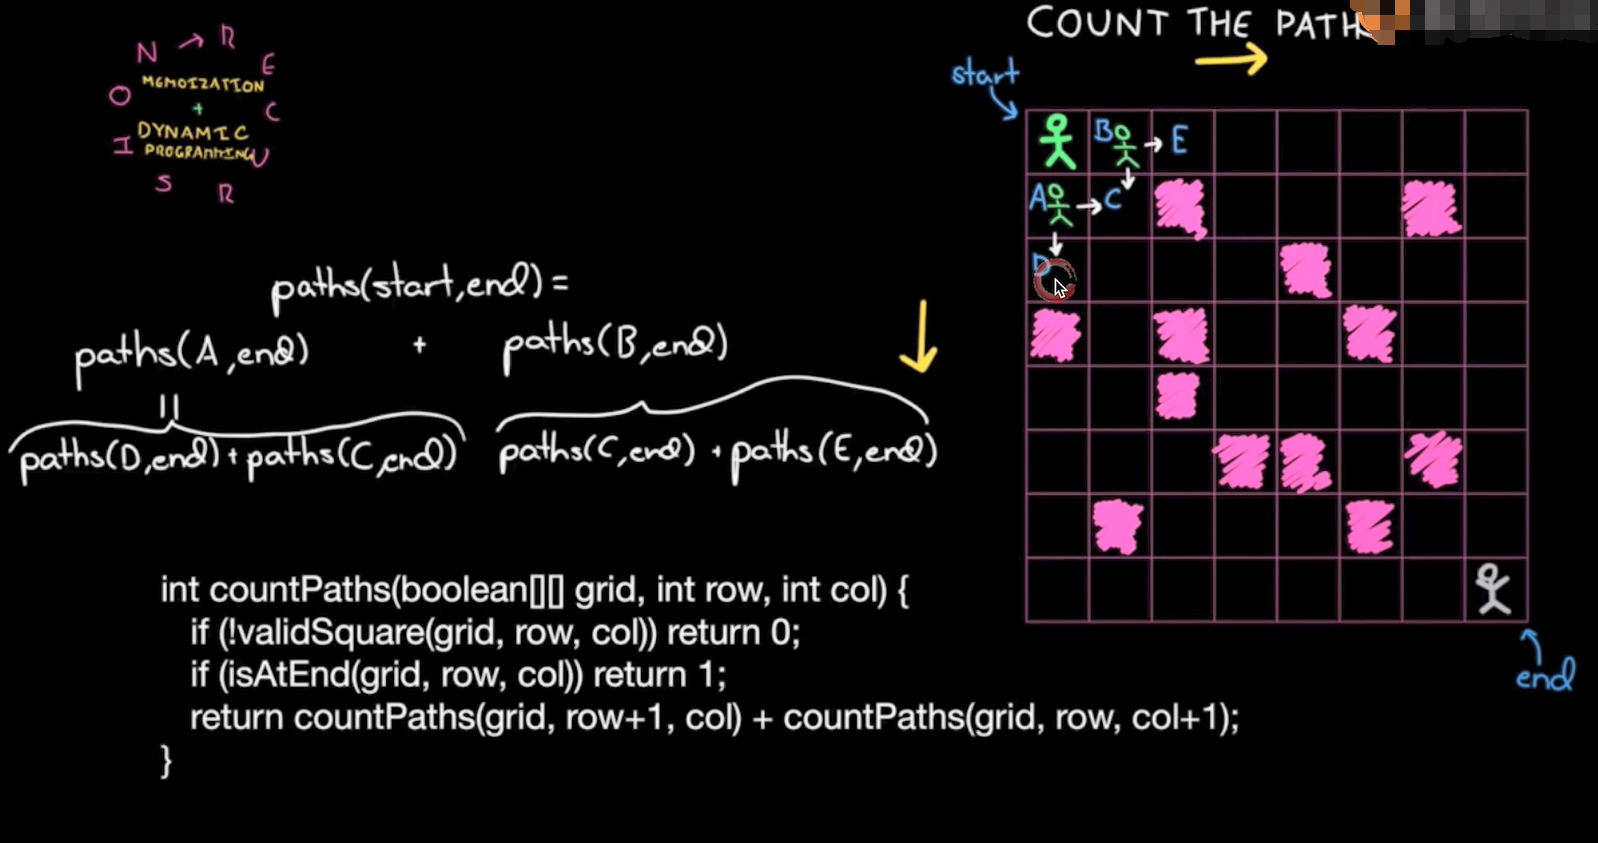 COUNT THE PATH
N → R E C U R S I O
MEMOIZATION
+
DYNAMIC
PROGRAMMING
start
B → E
A → C
D
paths(start,end) =
paths(A,end) + paths(B,end)
||
paths(D,end) + paths(C,end) paths(C,end) + paths(E,end)
int countPaths(boolean[][] grid, int row, int col) {
if (!validSquare(grid, row, col)) return 0;
if (isAtEnd(grid, row, col)) return 1;
return countPaths(grid, row+1, col) + countPaths(grid, row, col+1);
}
end